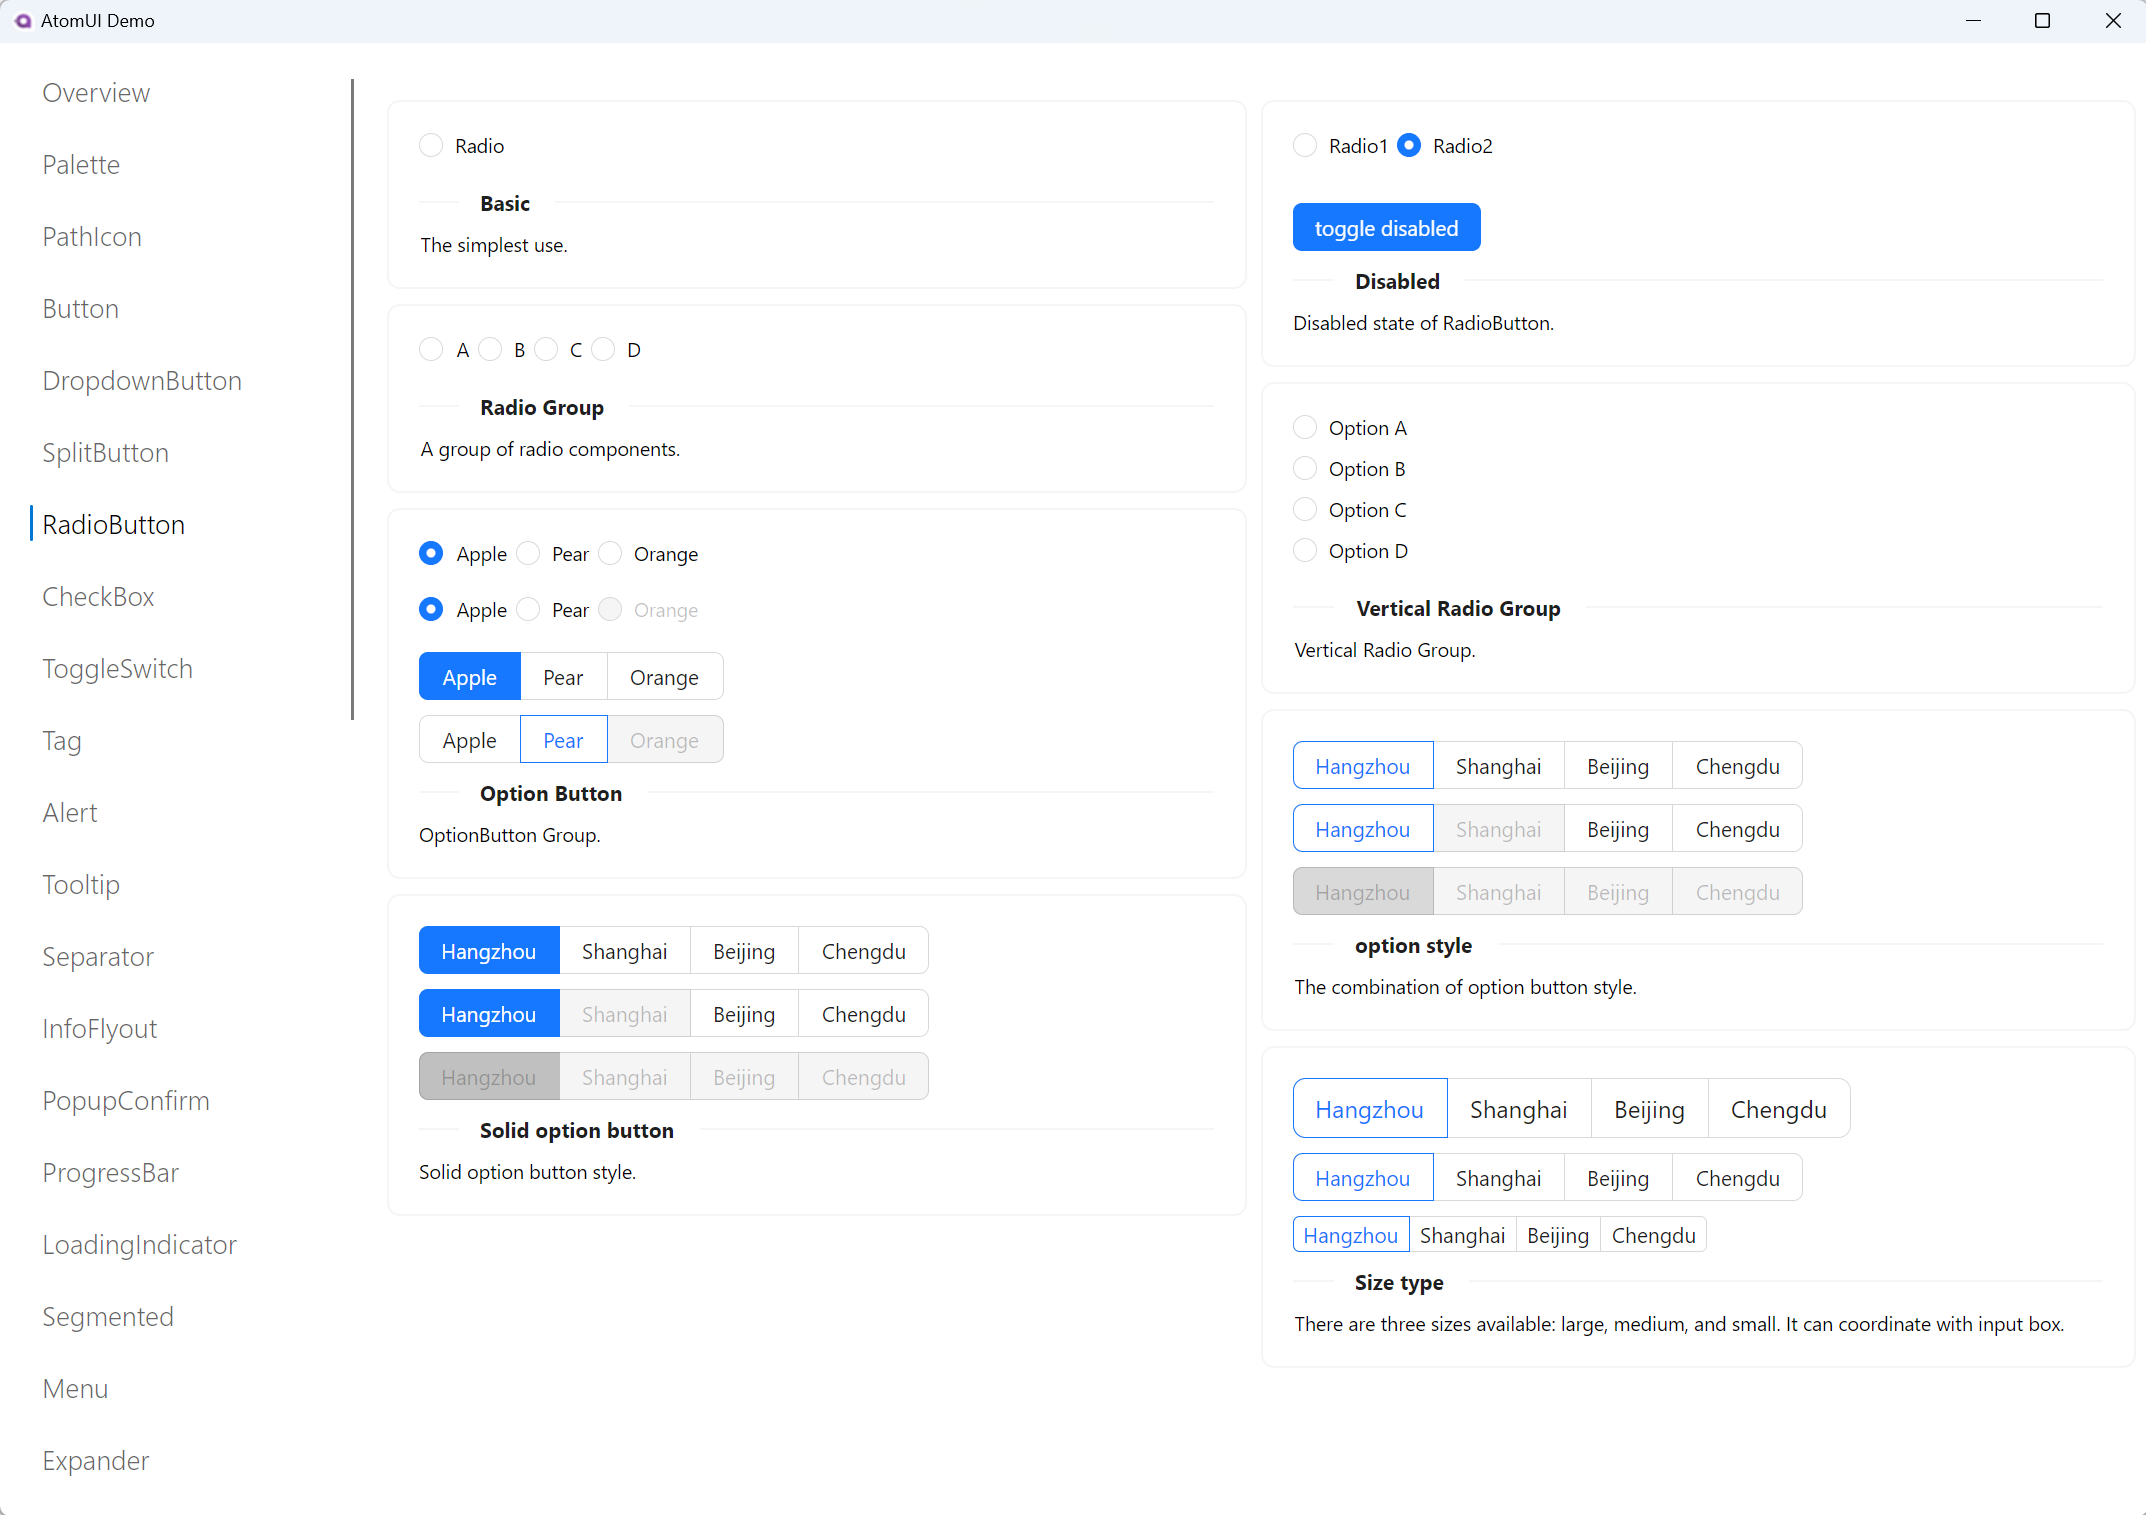 AtomUI Demo
Overview
Palette
PathIcon
Button
DropdownButton
SplitButton
RadioButton
CheckBox
ToggleSwitch
Tag
Alert
Tooltip
Separator
InfoFlyout
PopupConfirm
ProgressBar
LoadingIndicator
Segmented
Menu
Expander
Radio
Basic
The simplest use.
A B C D
Radio Group
A group of radio components.
Apple Pear Orange
Apple Pear Orange
Apple Pear Orange
Apple Pear Orange
Option Button
OptionButton Group.
Hangzhou Shanghai Beijing Chengdu
Hangzhou Shanghai Beijing Chengdu
Hangzhou Shanghai Beijing Chengdu
Solid option button
Solid option button style.
Radio1 Radio2
toggle disabled
Disabled
Disabled state of RadioButton.
Option A
Option B
Option C
Option D
Vertical Radio Group
Vertical Radio Group.
Hangzhou Shanghai Beijing Chengdu
Hangzhou Shanghai Beijing Chengdu
Hangzhou Shanghai Beijing Chengdu
option style
The combination of option button style.
Hangzhou Shanghai Beijing Chengdu
Hangzhou Shanghai Beijing Chengdu
Hangzhou Shanghai Beijing Chengdu
Size type
There are three sizes available: large, medium, and small. It can coordinate with input box.